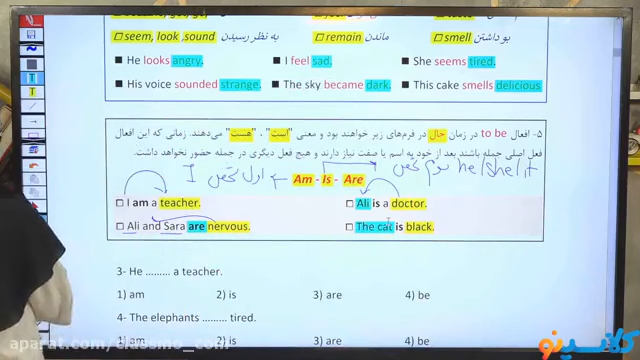 seem, look ,sound به نظر رسیدن
remain ماندن
smell بو داشتن
He looks angry.
I feel sad.
She seems tired.
His voice sounded strange.
The sky became dark.
This cake smells delicious
۵- افعال to be در زمان حال در فرم‌های زیر خواهند بود و معنی "است" ، "هست" می‌دهند. زمانی که این افعال
فعل اصلی جمله باشند بعد از خود به اسم یا صفت نیاز دارند و هیچ فعل دیگری در جمله حضور نخواهد داشت.
I اول شخص
Am - Is - Are
سوم شخص he/she/it
I am a teacher.
Ali is a doctor.
Ali and Sara are nervous.
The cat is black.
3- He ......... a teacher.
1) am 2) is 3) are 4) be
4- The elephants ......... tired.
1) am 2) is 3) are 4) be
aparat.com/classmo_com
کلاسینو